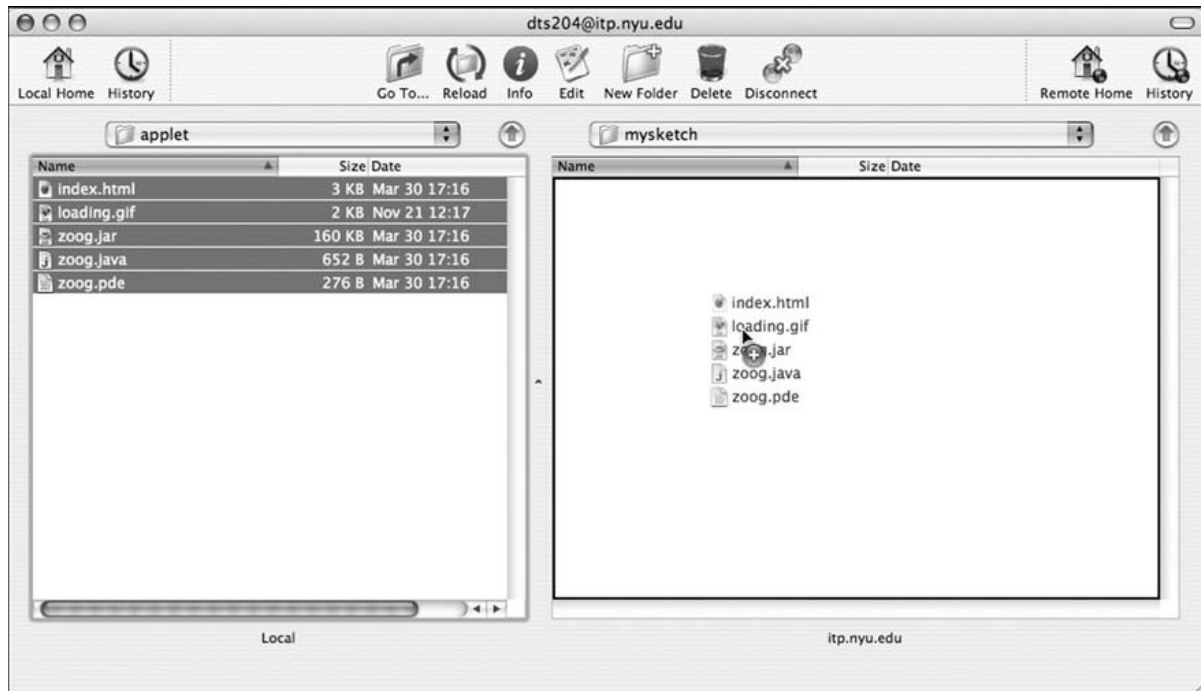 dts204@itp.nyu.edu
Local Home History Go To... Reload Info Edit New Folder Delete Disconnect Remote Home History
applet
Name Size Date
index.html 3 KB Mar 30 17:16
loading.gif 2 KB Nov 21 12:17
zoog.jar 160 KB Mar 30 17:16
zoog.java 652 B Mar 30 17:16
zoog.pde 276 B Mar 30 17:16
Local
mysketch
Name Size Date
index.html
loading.gif
zoog.jar
zoog.java
zoog.pde
itp.nyu.edu